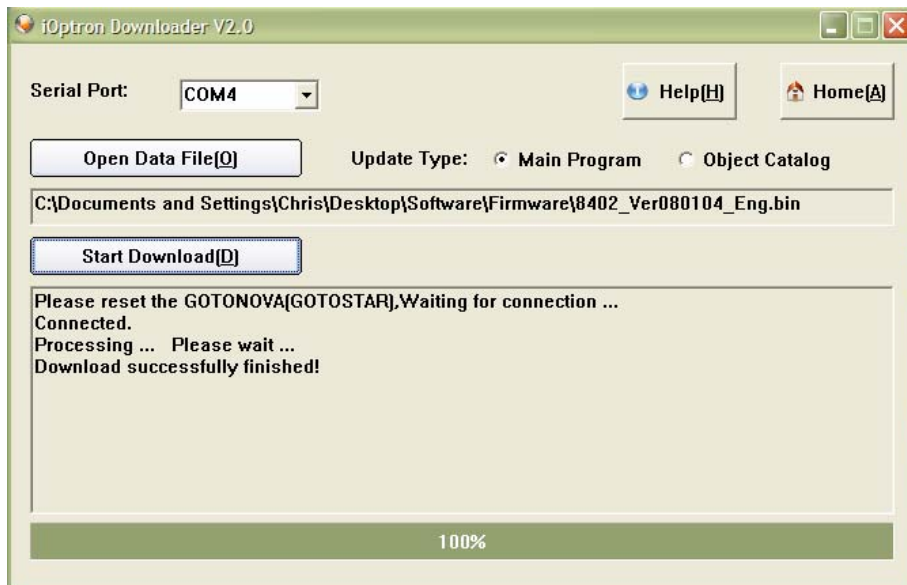 iOptron Downloader V2.0
Serial Port: COM4 Help(H) Home(A)
Open Data File(O) Update Type: Main Program Object Catalog
C:\Documents and Settings\Chris\Desktop\Software\Firmware\8402_Ver080104_Eng.bin
Start Download(D)
Please reset the GOTONOVA(GOTOSTAR),Waiting for connection ...
Connected.
Processing ... Please wait ...
Download successfully finished!
100%